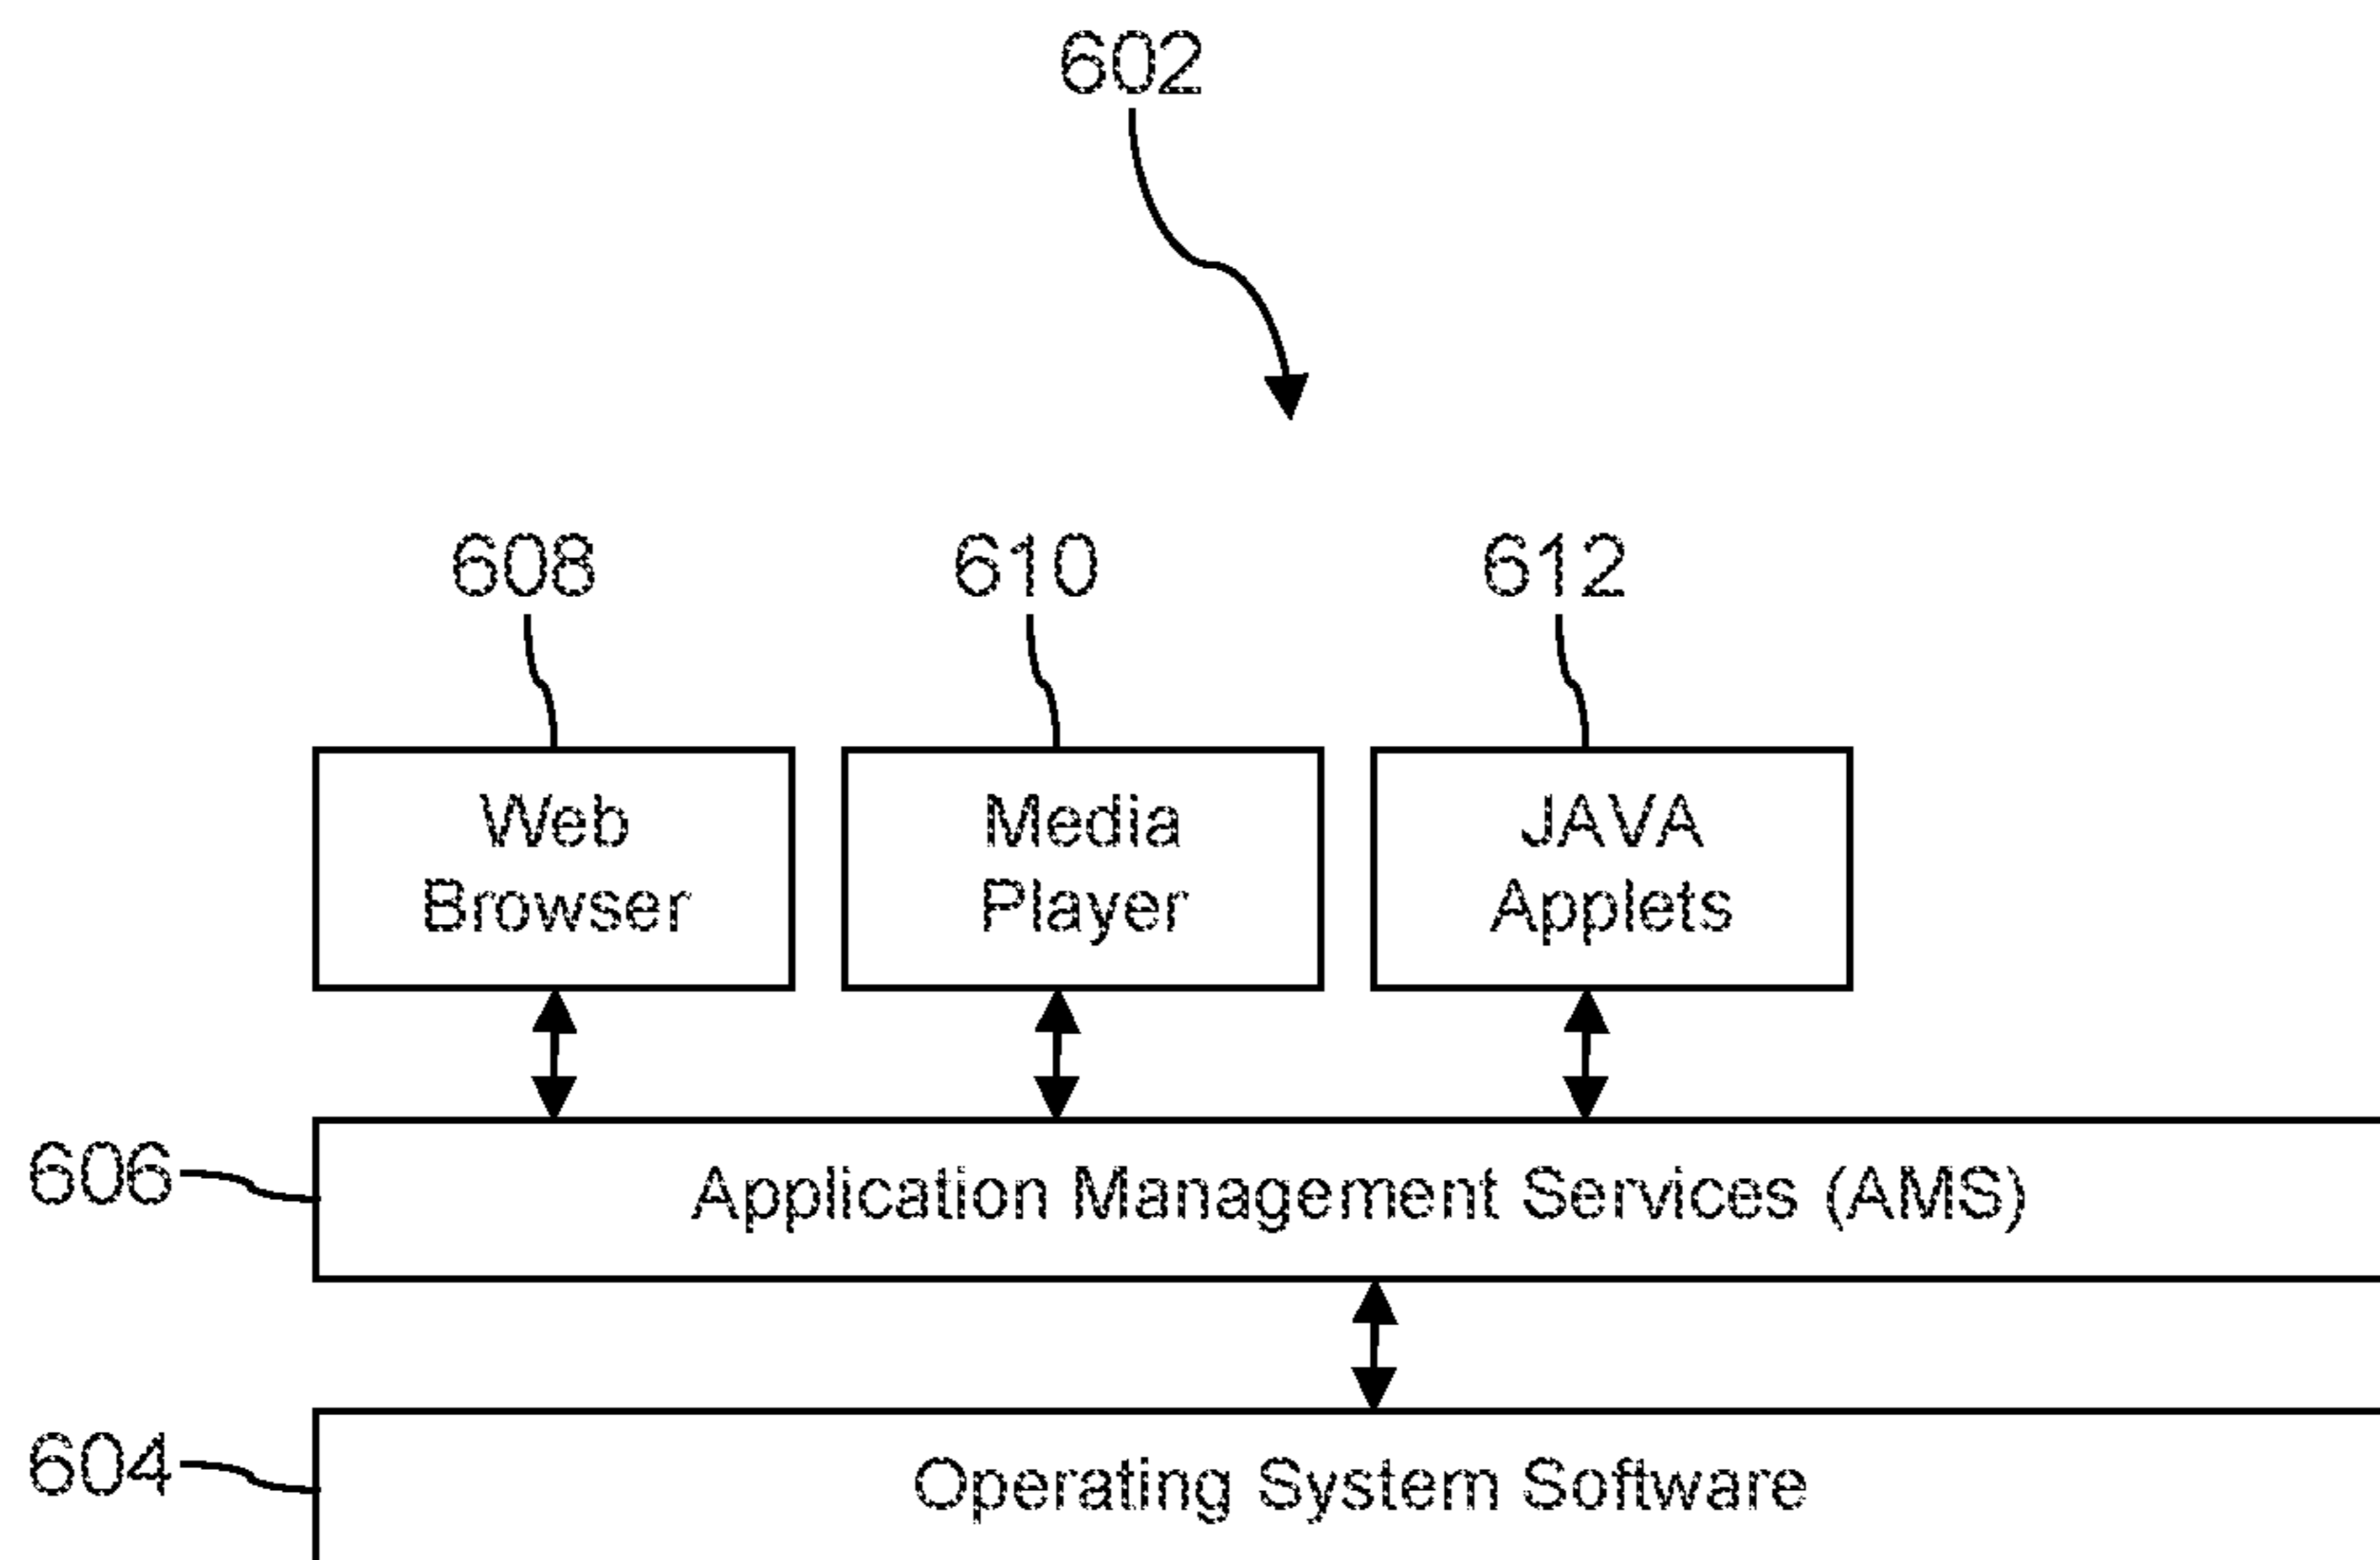 602
608
610
612
Web
Browser
Media
Player
JAVA
Applets
606
Application Management Services (AMS)
604
Operating System Software